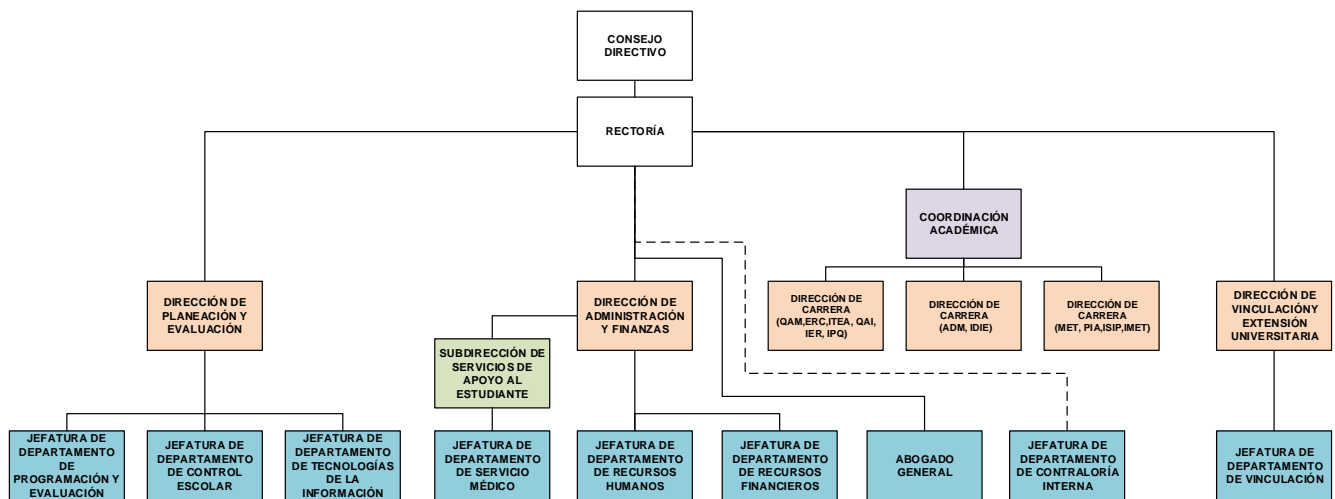 CONSEJO
DIRECTIVO
RECTORÍA
COORDINACIÓN
ACADÉMICA
DIRECCIÓN DE
PLANEACIÓN Y
EVALUACIÓN
DIRECCIÓN DE
ADMINISTRACIÓN
Y FINANZAS
DIRECCIÓN DE
CARRERA
(QAM,ERC,ITEA, QAI,
IER, IPQ)
DIRECCIÓN DE
CARRERA
(ADM, IDIE)
DIRECCIÓN DE
CARRERA
(MET, PIA,ISIP,IMET)
DIRECCIÓN DE
VINCULACIÓNY
EXTENSIÓN
UNIVERSITARIA
SUBDIRECCIÓN DE
SERVICIOS DE
APOYO AL
ESTUDIANTE
JEFATURA DE
DEPARTAMENTO
DE
PROGRAMACIÓN Y
EVALUACIÓN
JEFATURA DE
DEPARTAMENTO
DE CONTROL
ESCOLAR
JEFATURA DE
DEPARTAMENTO
DE TECNOLOGÍAS
DE LA
INFORMACIÓN
JEFATURA DE
DEPARTAMENTO
DE SERVICIO
MÉDICO
JEFATURA DE
DEPARTAMENTO
DE RECURSOS
HUMANOS
JEFATURA DE
DEPARTAMENTO
DE RECURSOS
FINANCIEROS
ABOGADO
GENERAL
JEFATURA DE
DEPARTAMENTO
DE CONTRALORÍA
INTERNA
JEFATURA DE
DEPARTAMENTO
DE VINCULACIÓN